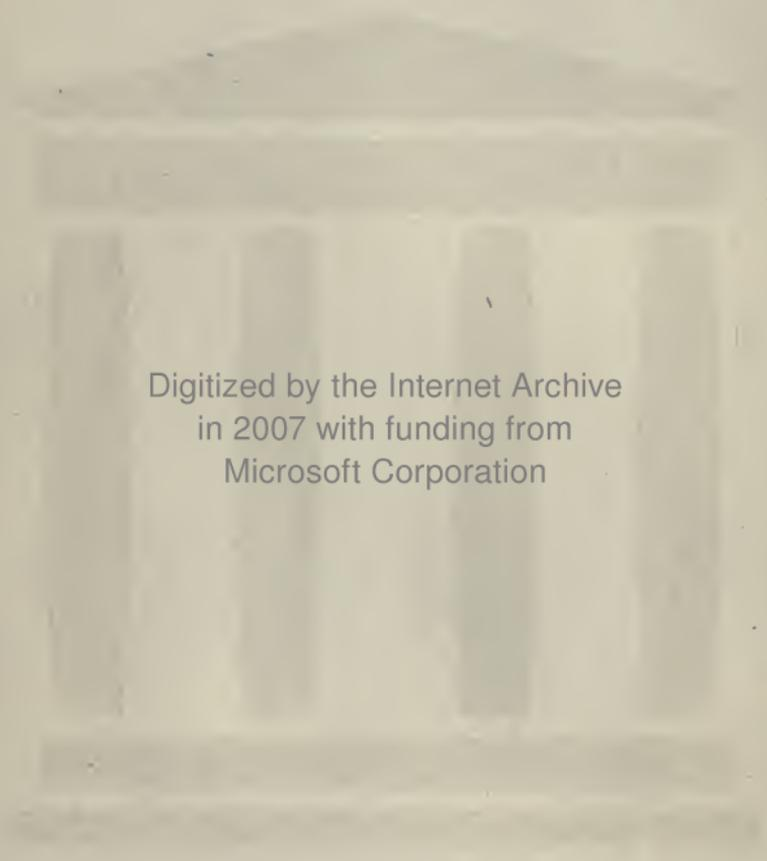 Digitized by the Internet Archive
in 2007 with funding from
Microsoft Corporation